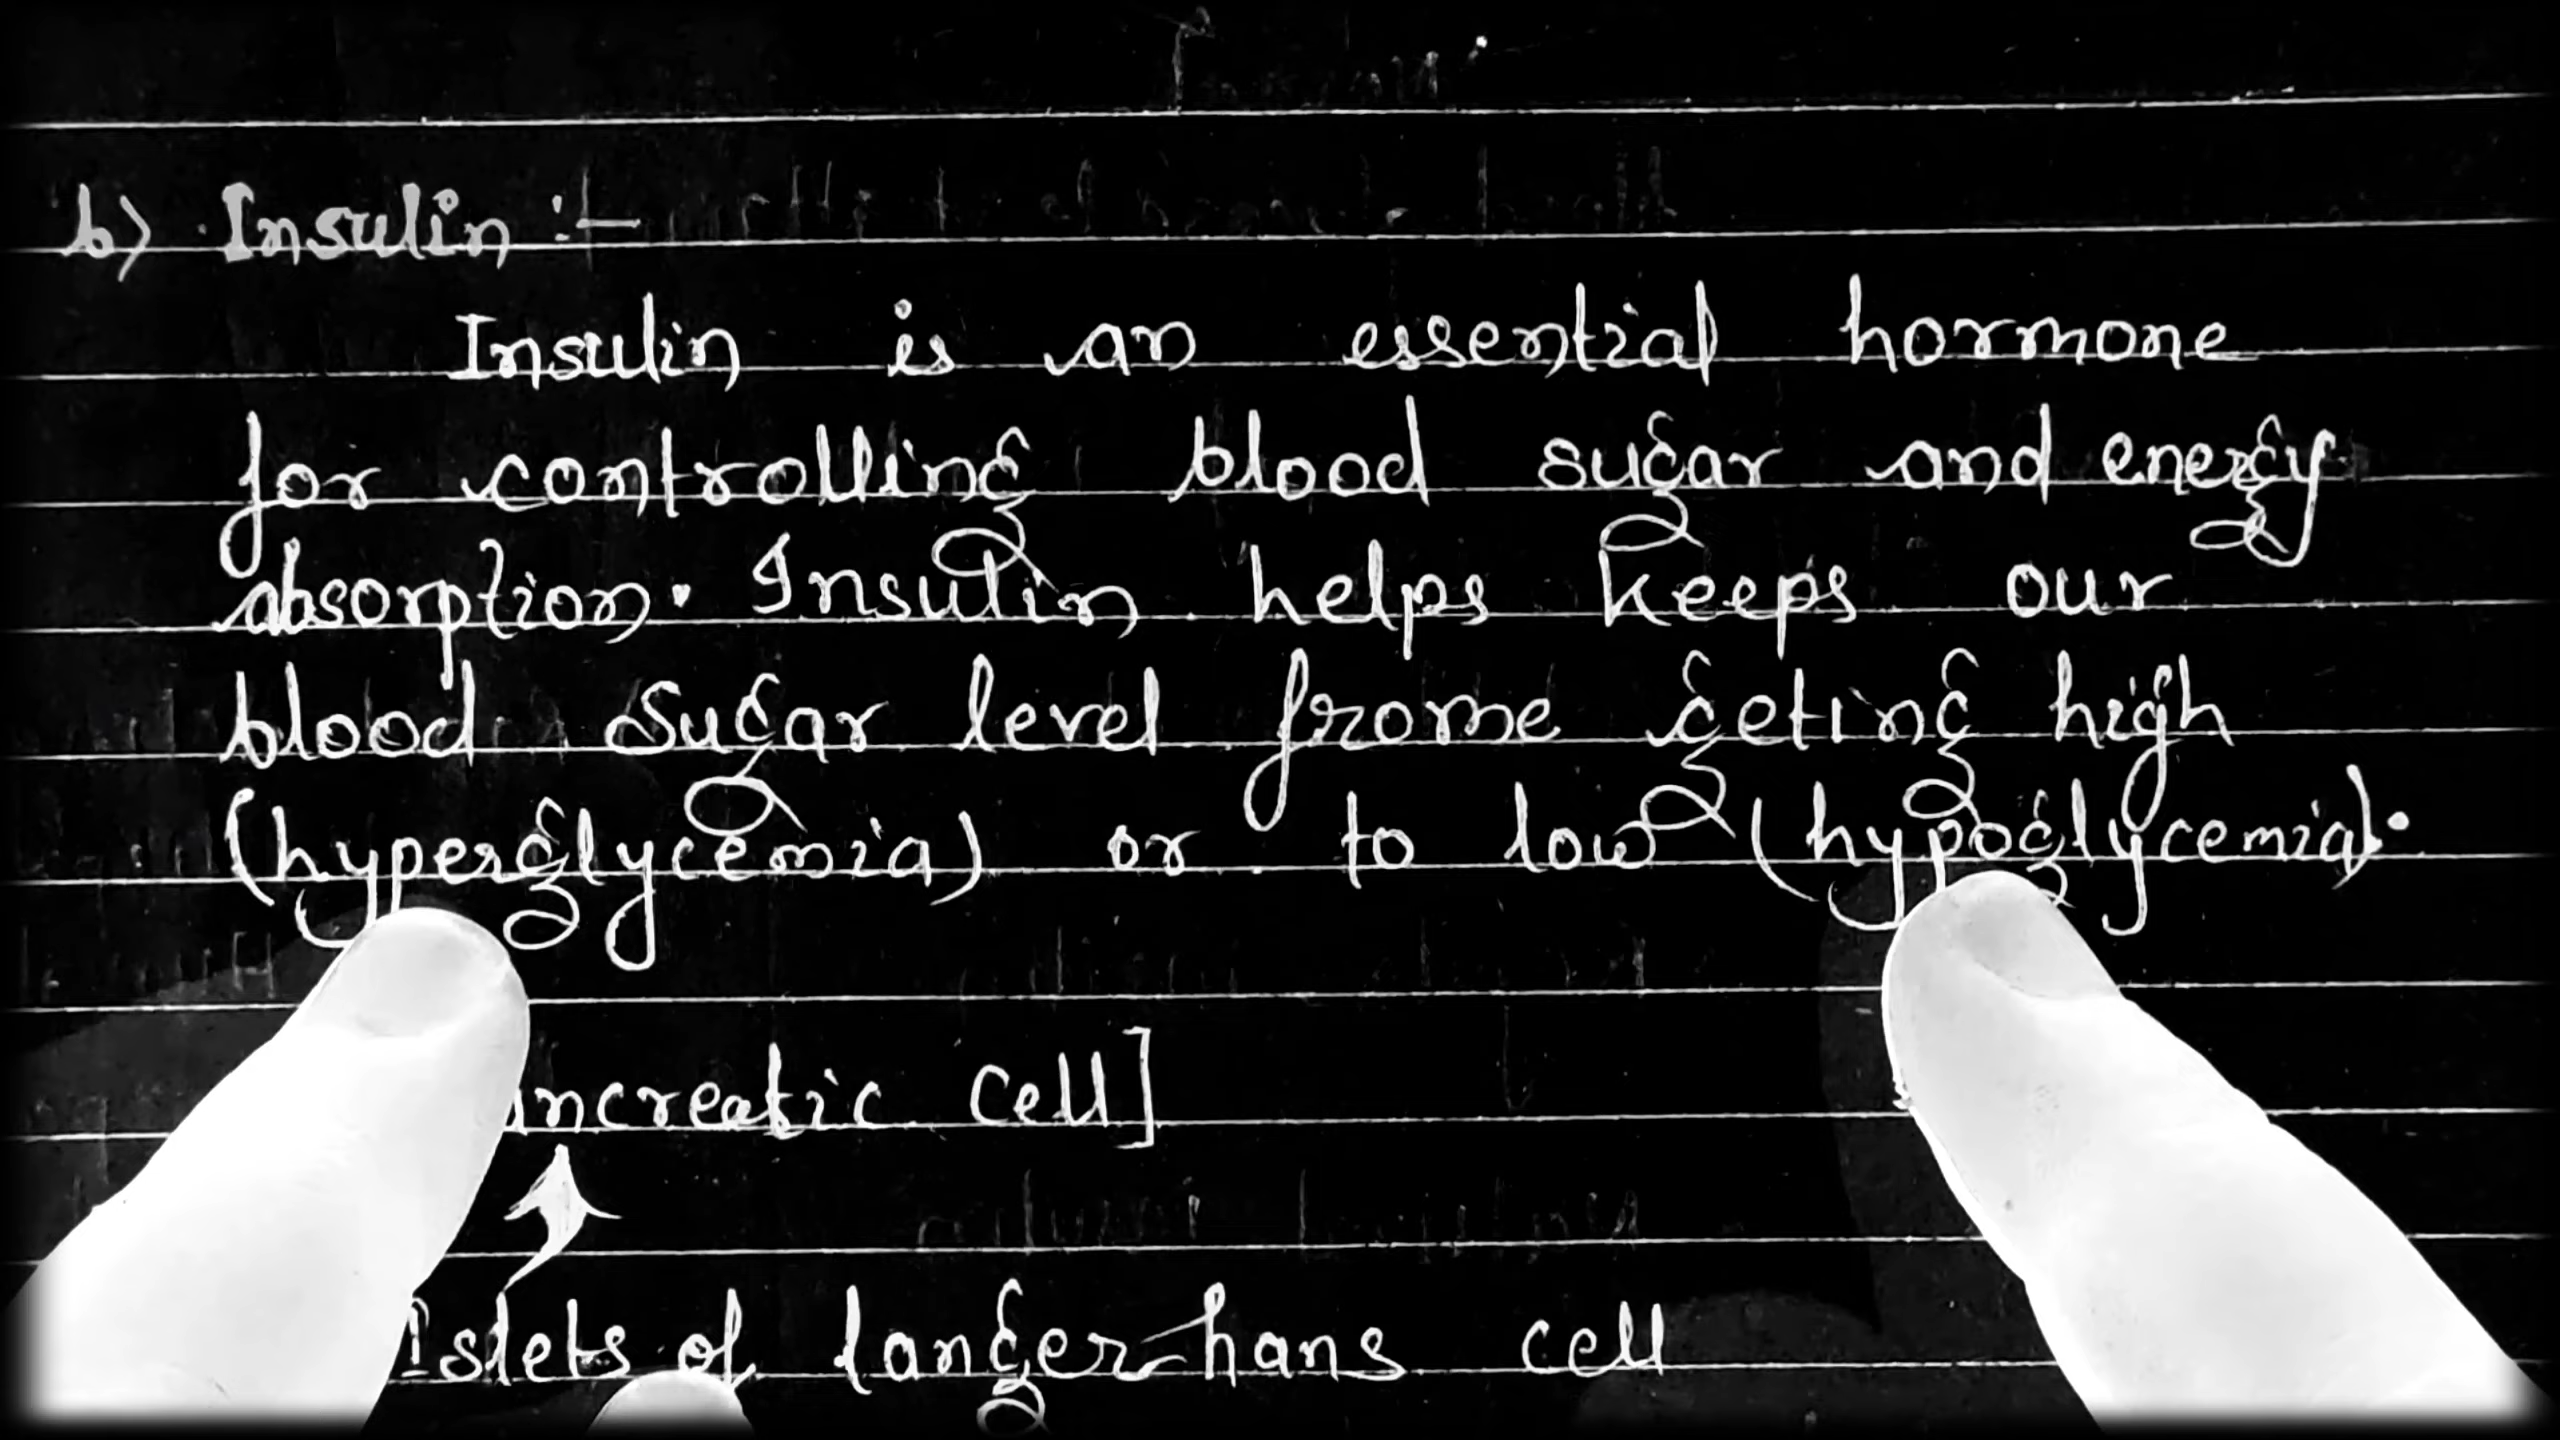 b) Insulin :-
Insulin is an essential hormone
for controlling blood sugar and energy
absorption. Insulin helps keeps our
blood sugar level frome geting high
(hyperglycemia) or to low (hypoglycemia).
cell]
Islets of langerhans cell